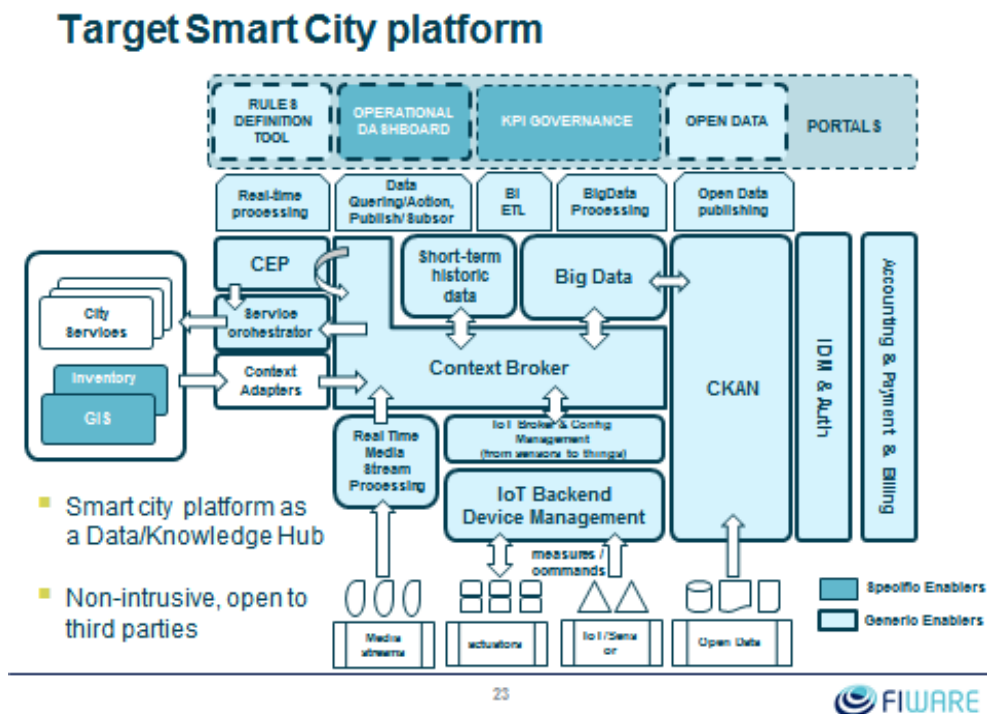 Target Smart City platform
RULES
DEFINITION
TOOL
OPERATIONAL
DASHBOARD
KPI GOVERNANCE
OPEN DATA
PORTALS
Real-time
processing
Data
Quering/Action,
Publish/Subscr
BI
ETL
BigData
Processing
Open Data
publishing
CEP
Short-term
historic
data
Big Data
City
Services
Service
orchestrator
Context Broker
Inventory
GIS
Context
Adapters
CKAN
IDM & Auth
Accounting & Payment & Billing
Real Time
Media
Stream
Processing
IoT Broker & Config
Management
(from sensors to things)
IoT Backend
Device Management
measures /
commands
Smart city platform as
a Data/Knowledge Hub
Non-intrusive, open to
third parties
Media
streams
actuators
IoT/Sens
or
Open Data
Specific Enablers
Generic Enablers
23
FIWARE